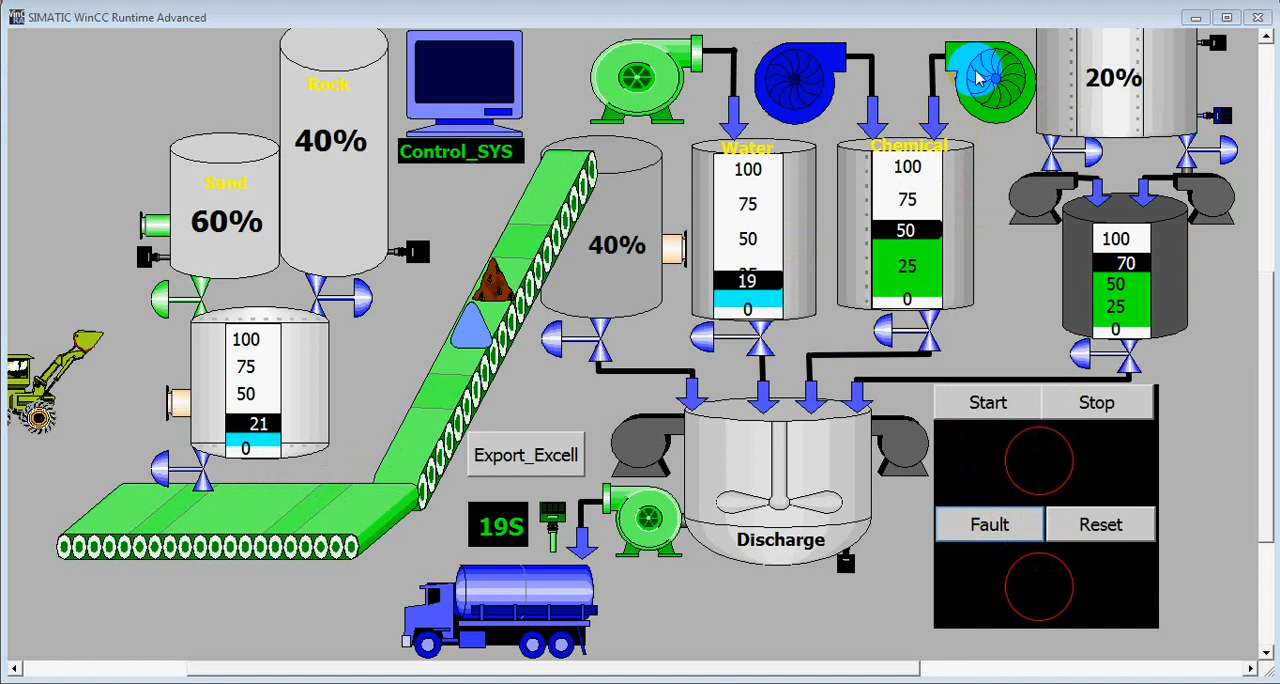 SIMATIC WinCC Runtime Advanced
Rock
40%
Sand
60%
Control_SYS
40%
Water
100
75
50
19
0
Chemical
100
75
50
25
0
20%
100
70
50
25
0
100
75
50
21
0
Export_Excell
19S
Discharge
Start
Stop
Fault
Reset